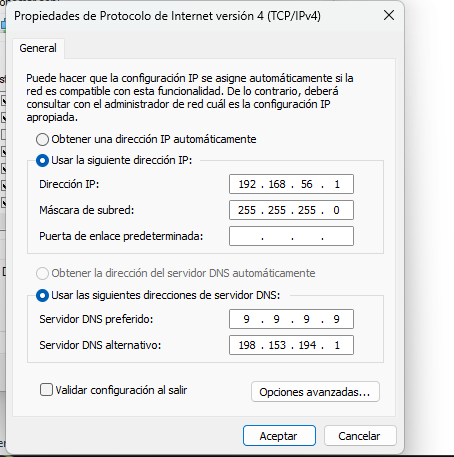 Propiedades de Protocolo de Internet versión 4 (TCP/IPv4)
General
Puede hacer que la configuración IP se asigne automáticamente si la
red es compatible con esta funcionalidad. De lo contrario, deberá
consultar con el administrador de red cuál es la configuración IP
apropiada.
Obtener una dirección IP automáticamente
Usar la siguiente dirección IP:
Dirección IP: 192 . 168 . 56 . 1
Máscara de subred: 255 . 255 . 255 . 0
Puerta de enlace predeterminada: . . .
Obtener la dirección del servidor DNS automáticamente
Usar las siguientes direcciones de servidor DNS:
Servidor DNS preferido: 9 . 9 . 9 . 9
Servidor DNS alternativo: 198 . 153 . 194 . 1
Validar configuración al salir
Opciones avanzadas...
Aceptar Cancelar